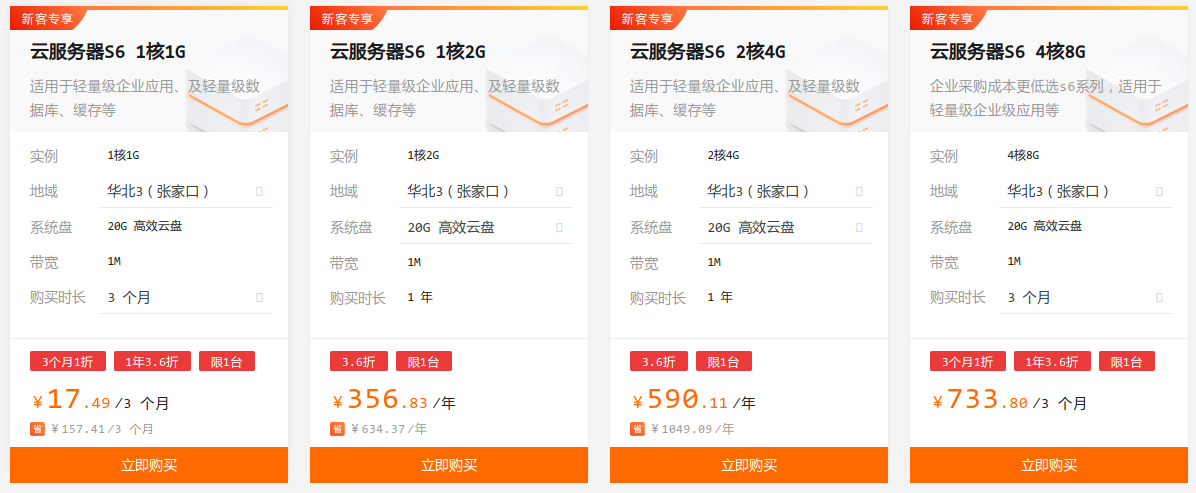 新客专享
云服务器S6 1核1G
适用于轻量级企业应用、及轻量级数
据库、缓存等
实例 1核1G
地域 华北3（张家口）
系统盘 20G 高效云盘
带宽 1M
购买时长 3 个月
3个月1折 1年3.6折 限1台
¥17.49/3 个月
省 ¥157.41/3 个月
立即购买
新客专享
云服务器S6 1核2G
适用于轻量级企业应用、及轻量级数
据库、缓存等
实例 1核2G
地域 华北3（张家口）
系统盘 20G 高效云盘
带宽 1M
购买时长 1 年
3.6折 限1台
¥356.83/年
省 ¥634.37/年
立即购买
新客专享
云服务器S6 2核4G
适用于轻量级企业应用、及轻量级数
据库、缓存等
实例 2核4G
地域 华北3（张家口）
系统盘 20G 高效云盘
带宽 1M
购买时长 1 年
3.6折 限1台
¥590.11/年
省 ¥1049.09/年
立即购买
新客专享
云服务器S6 4核8G
企业采购成本更低选s6系列，适用于
轻量级企业级应用等
实例 4核8G
地域 华北3（张家口）
系统盘 20G 高效云盘
带宽 1M
购买时长 3 个月
3个月1折 1年3.6折 限1台
¥733.80/3 个月
立即购买